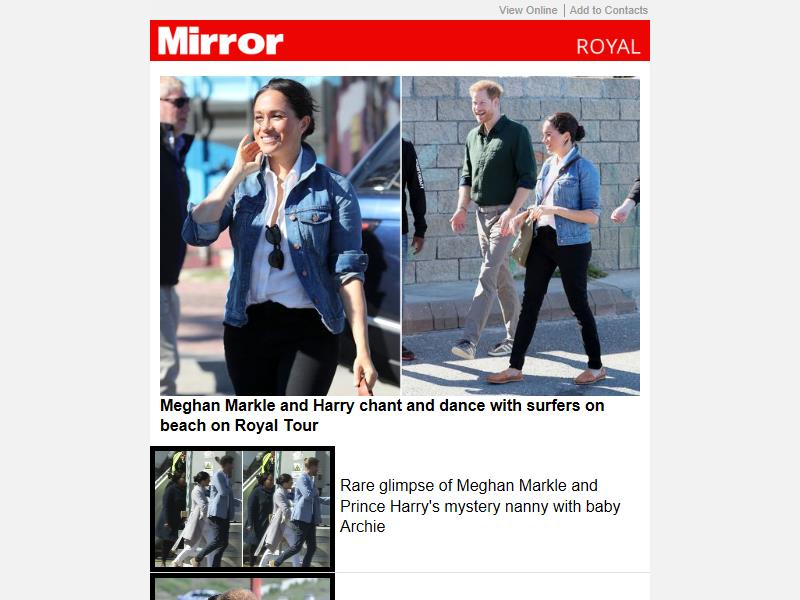 View Online | Add to Contacts
Mirror
ROYAL
Meghan Markle and Harry chant and dance with surfers on
beach on Royal Tour
Rare glimpse of Meghan Markle and
Prince Harry's mystery nanny with baby
Archie